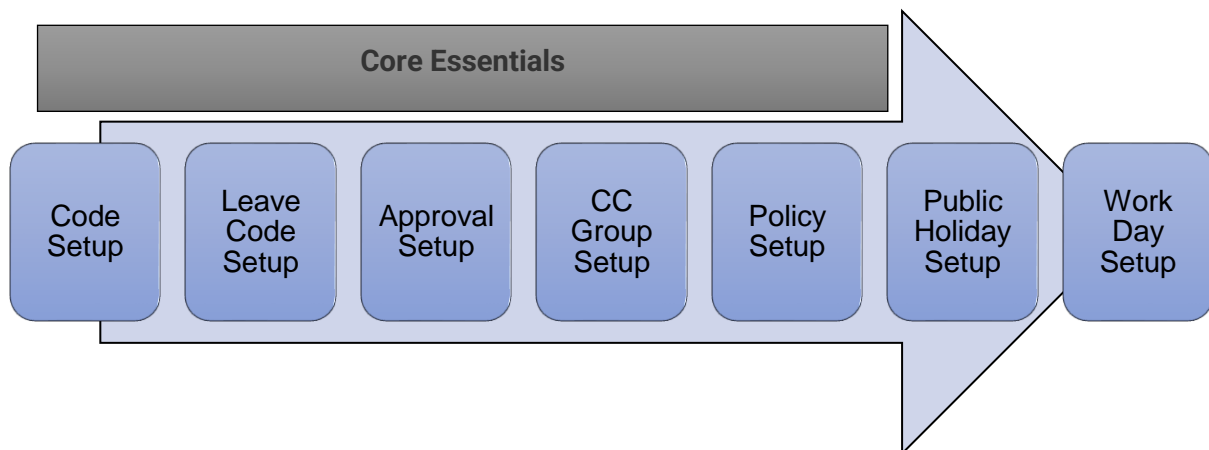 Core Essentials
Code
Setup
Leave
Code
Setup
Approval
Setup
CC
Group
Setup
Policy
Setup
Public
Holiday
Setup
Work
Day
Setup